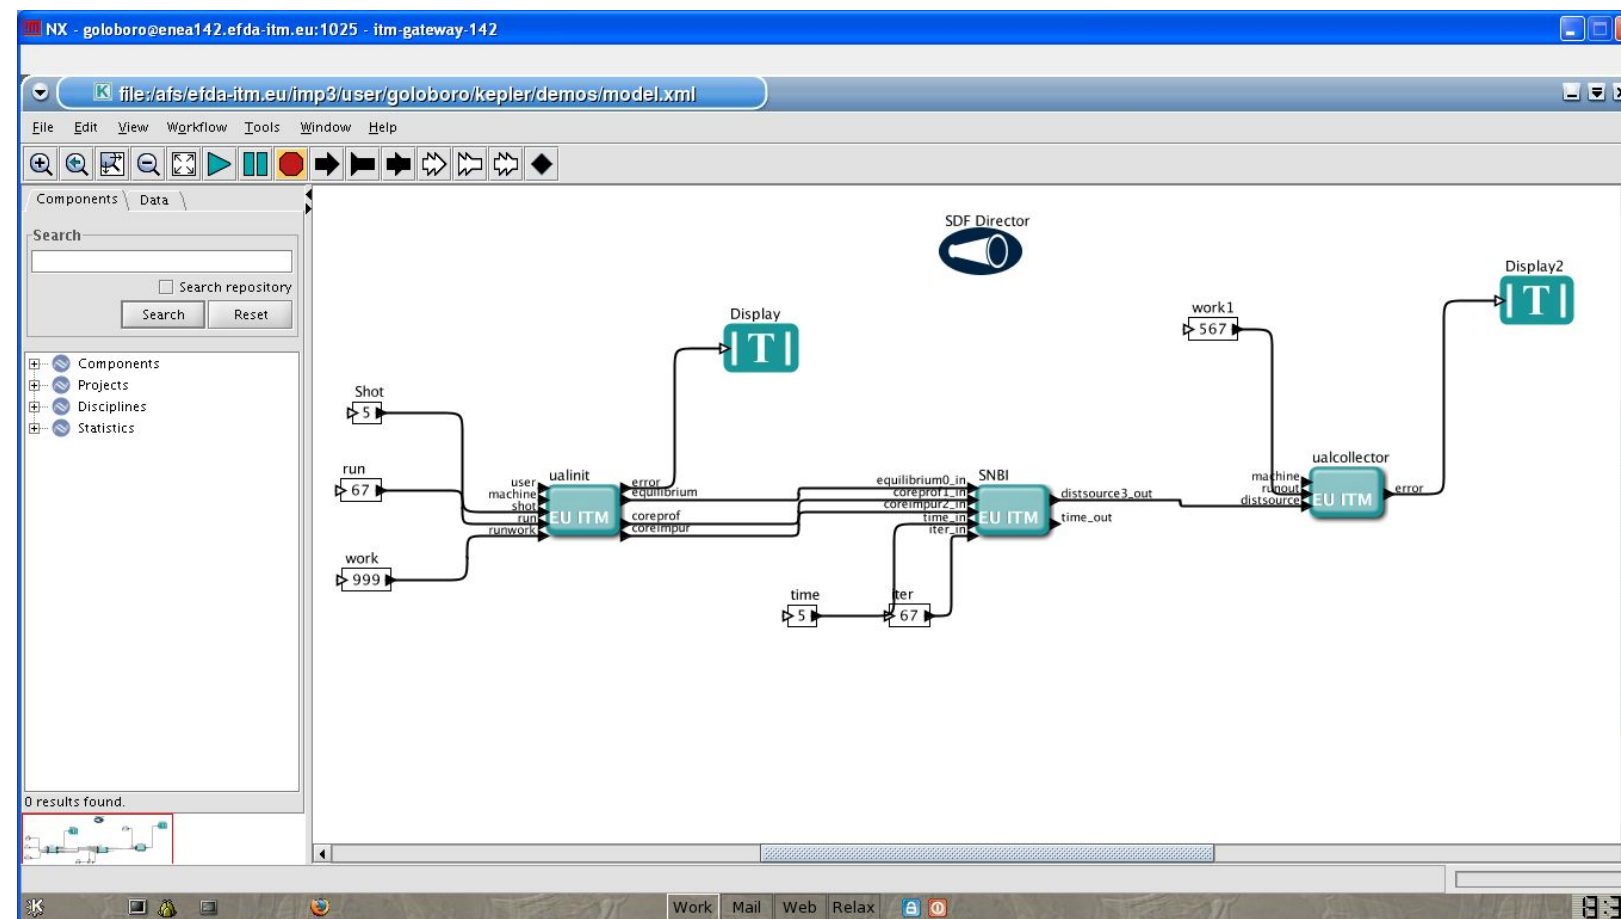 NX - goloboro@enea142.efda-itm.eu:1025 - itm-gateway-142
file:/afs/efda-itm.eu/imp3/user/goloboro/kepler/demos/model.xml
File Edit View Workflow Tools Window Help
Components Data
Search
Search repository
Search Reset
Components
Projects
Disciplines
Statistics
0 results found.
SDF Director
Display2
T
work1
567
Display
T
Shot
5
run
67
work
999
ualinit
user
machine
shot
run
runwork
EU ITM
error
equilibrium
coreprof
coreimpur
SNBI
equilibrium0_in
coreprof1_in
coreimpur2_in
time_in
iter_in
EU ITM
distsource3_out
time_out
time
5
iter
67
ualcollector
machine
runout
distsource
EU ITM
error
Work Mail Web Relax